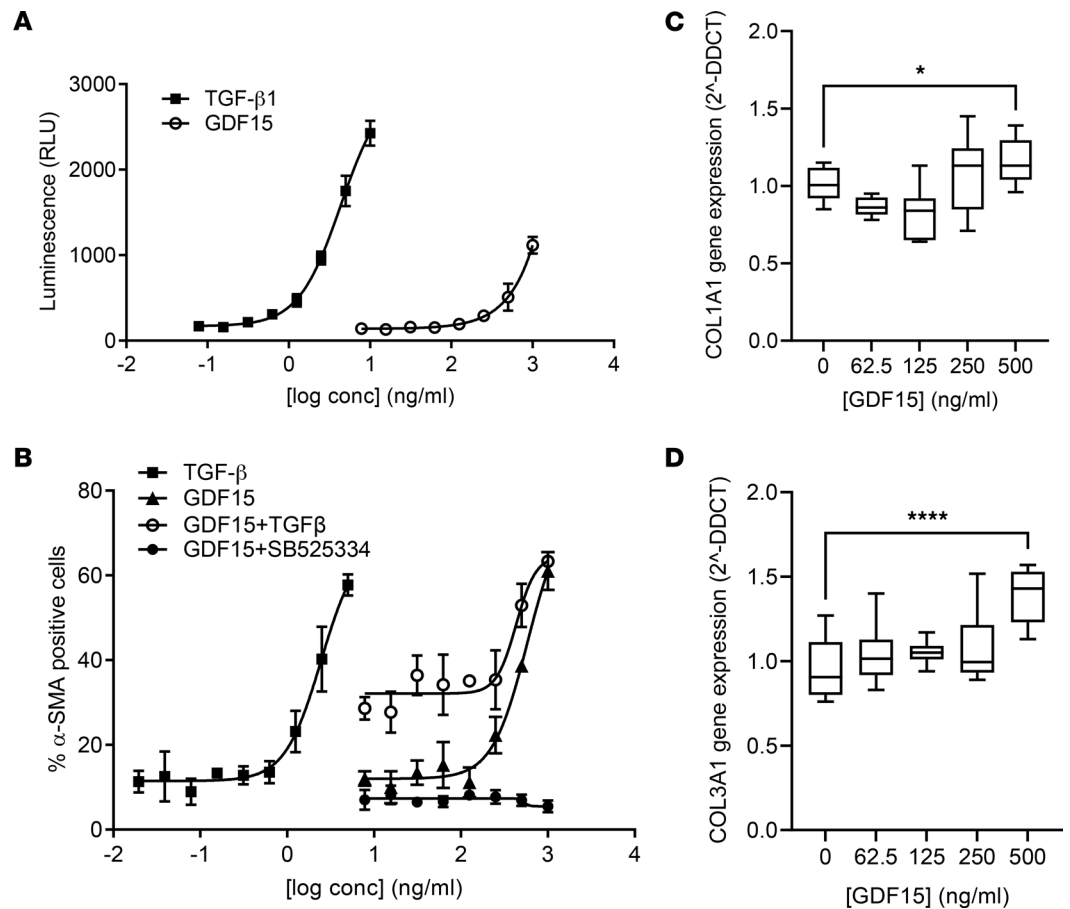 A
Luminescence (RLU)
3000
2000
1000
0
TGF-β1
GDF15
-2 -1 0 1 2 3 4
[log conc] (ng/ml)
B
% α-SMA positive cells
80
60
40
20
0
TGF-β
GDF15
GDF15+TGFβ
GDF15+SB525334
-2 -1 0 1 2 3 4
[log conc] (ng/ml)
C
COL1A1 gene expression (2^-DDCT)
2.0
1.5
1.0
0.5
0.0
*
0 62.5 125 250 500
[GDF15] (ng/ml)
D
COL3A1 gene expression (2^-DDCT)
2.0
1.5
1.0
0.5
0.0
****
0 62.5 125 250 500
[GDF15] (ng/ml)